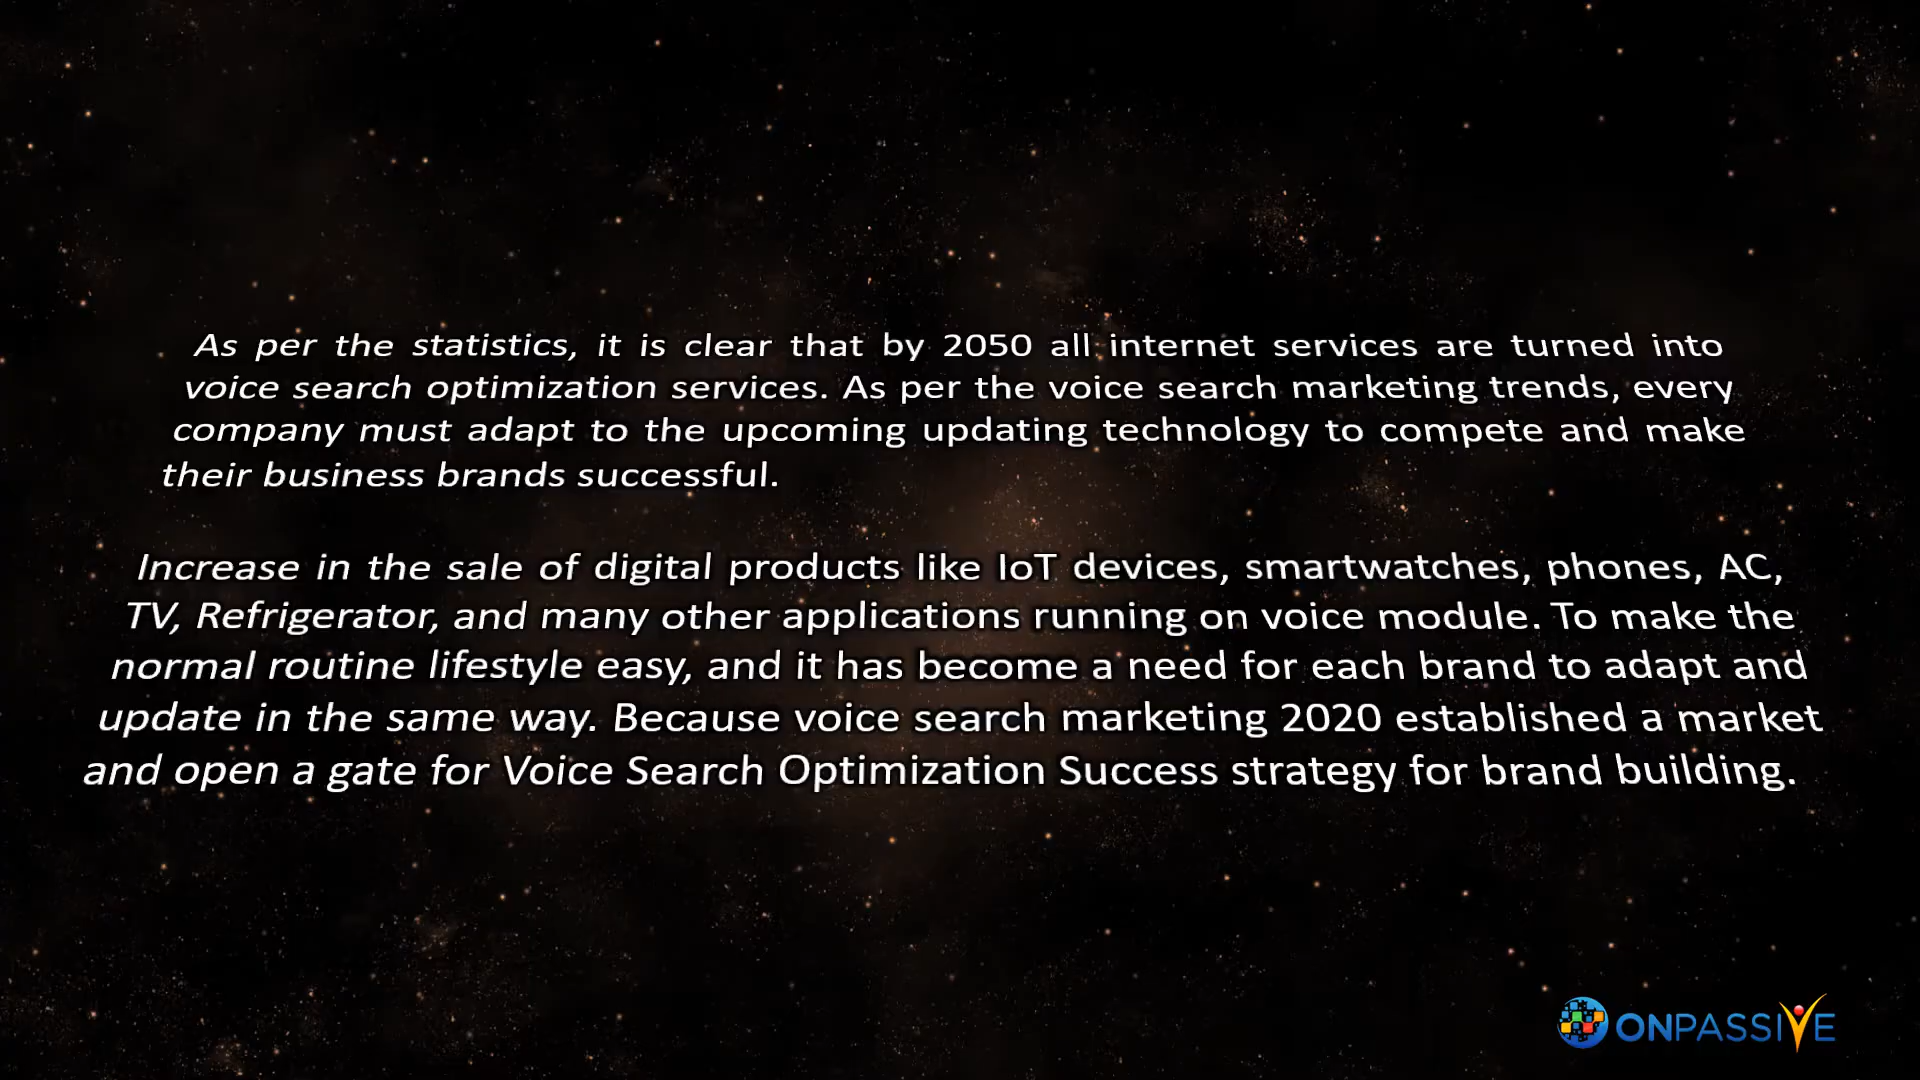 As per the statistics, it is clear that by 2050 all internet services are turned into
voice search optimization services. As per the voice search marketing trends, every
company must adapt to the upcoming updating technology to compete and make
their business brands successful.
Increase in the sale of digital products like IoT devices, smartwatches, phones, AC,
TV, Refrigerator, and many other applications running on voice module. To make the
normal routine lifestyle easy, and it has become a need for each brand to adapt and
update in the same way. Because voice search marketing 2020 established a market
and open a gate for Voice Search Optimization Success strategy for brand building.
ONPASSIVE